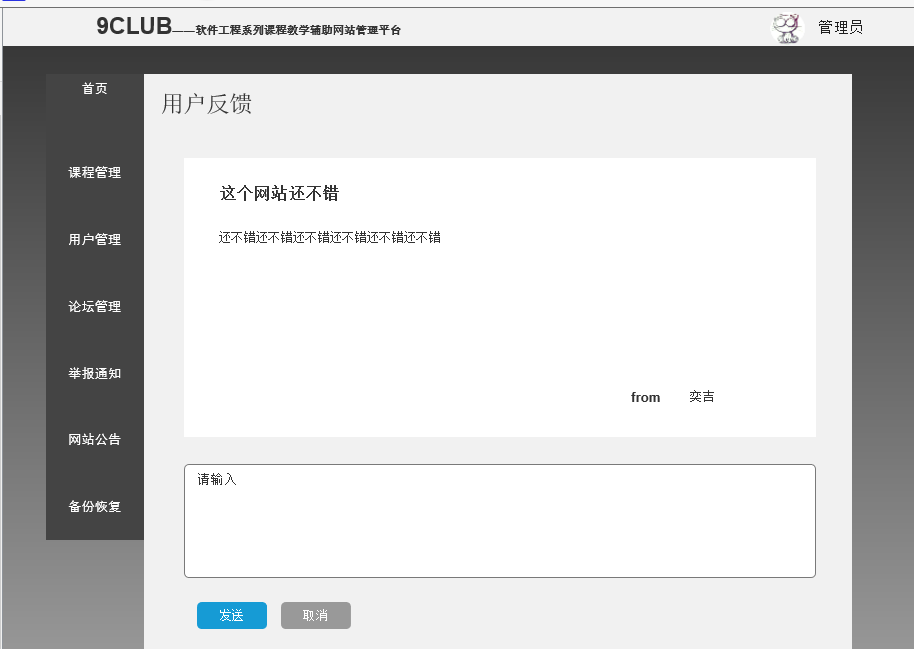 9CLUB——软件工程系列课程教学辅助网站管理平台
管理员
首页
课程管理
用户管理
论坛管理
举报通知
网站公告
备份恢复
用户反馈
这个网站还不错
还不错还不错还不错还不错还不错还不错
from 奕吉
请输入
发送 取消